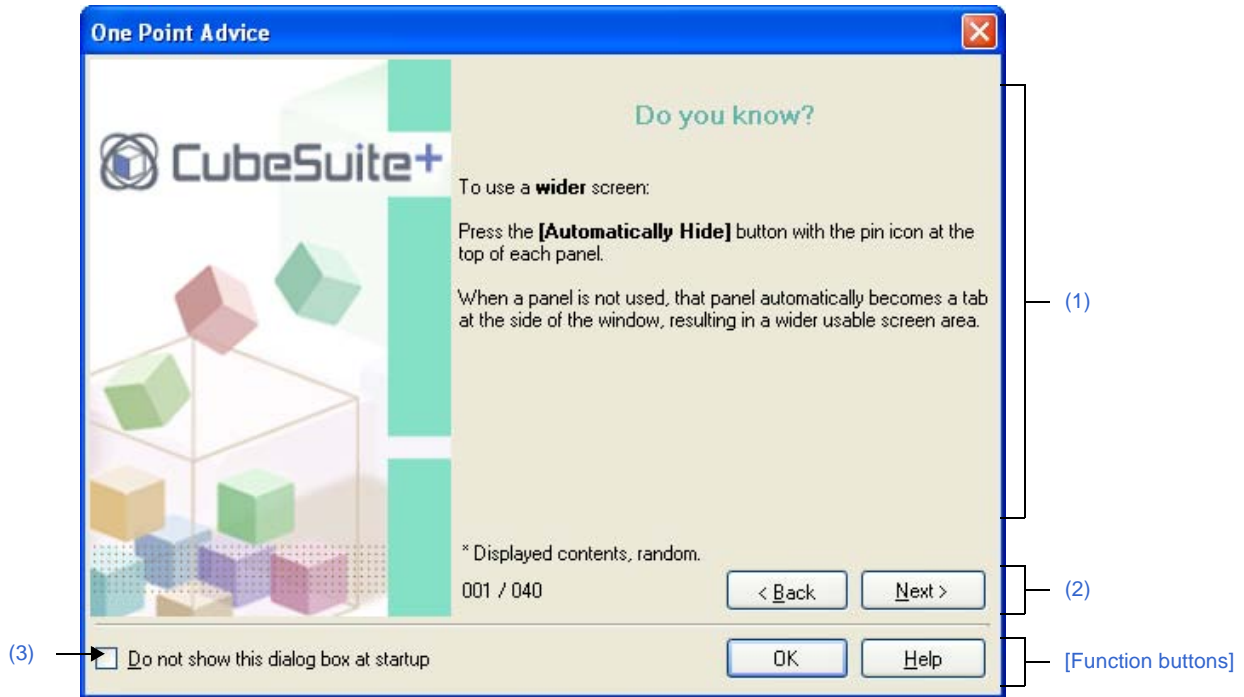 One Point Advice
CubeSuite+
Do you know?
To use a wider screen:
Press the [Automatically Hide] button with the pin icon at the
top of each panel.
When a panel is not used, that panel automatically becomes a tab
at the side of the window, resulting in a wider usable screen area.
(1)
* Displayed contents, random.
001 / 040
< Back
Next >
(2)
(3)
Do not show this dialog box at startup
OK
Help
[Function buttons]